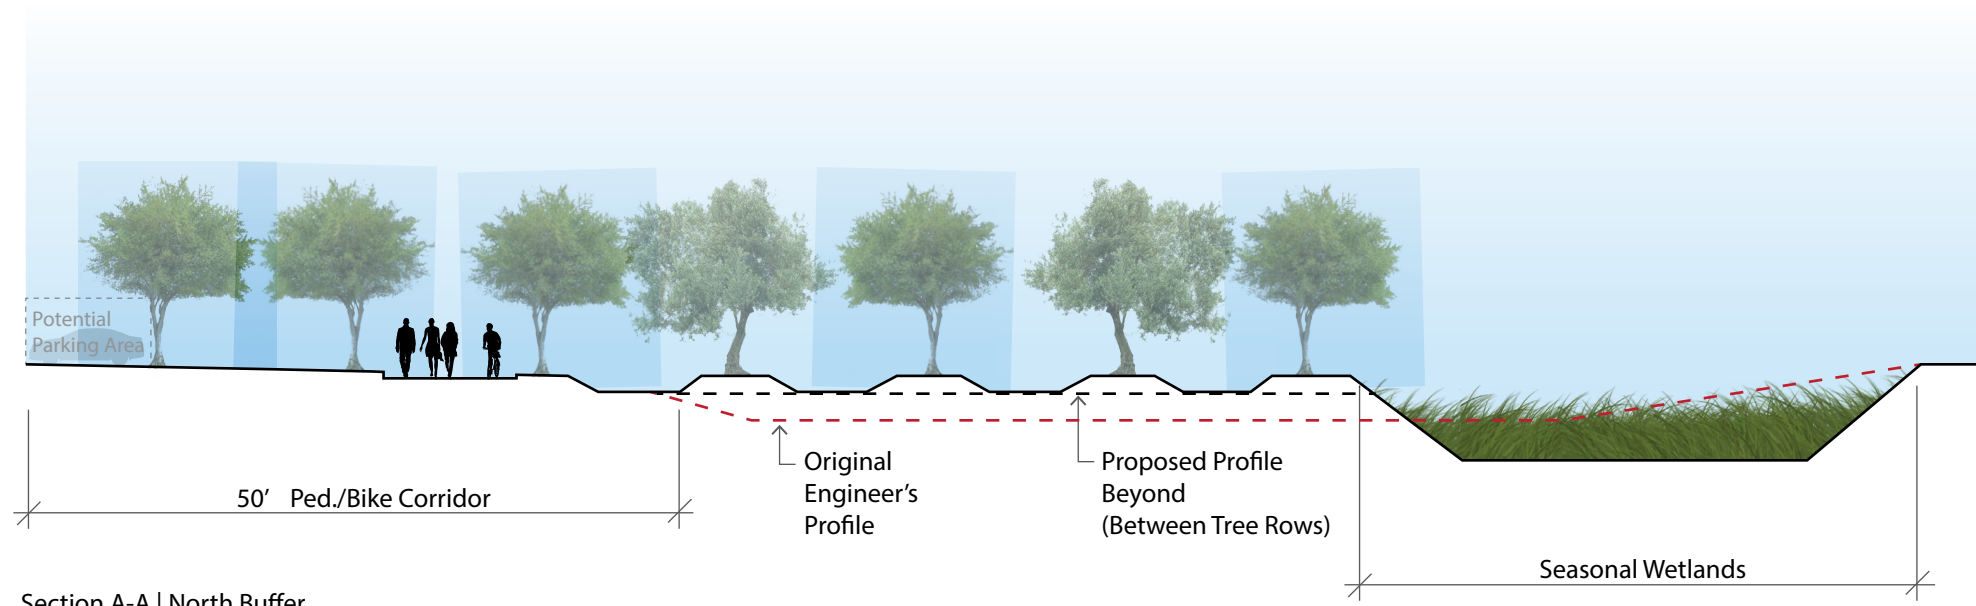 Potential
Parking Area
50’ Ped./Bike Corridor
Original
Engineer’s
Profile
Proposed Profile
Beyond
(Between Tree Rows)
Seasonal Wetlands
Section A-A | North Buffer